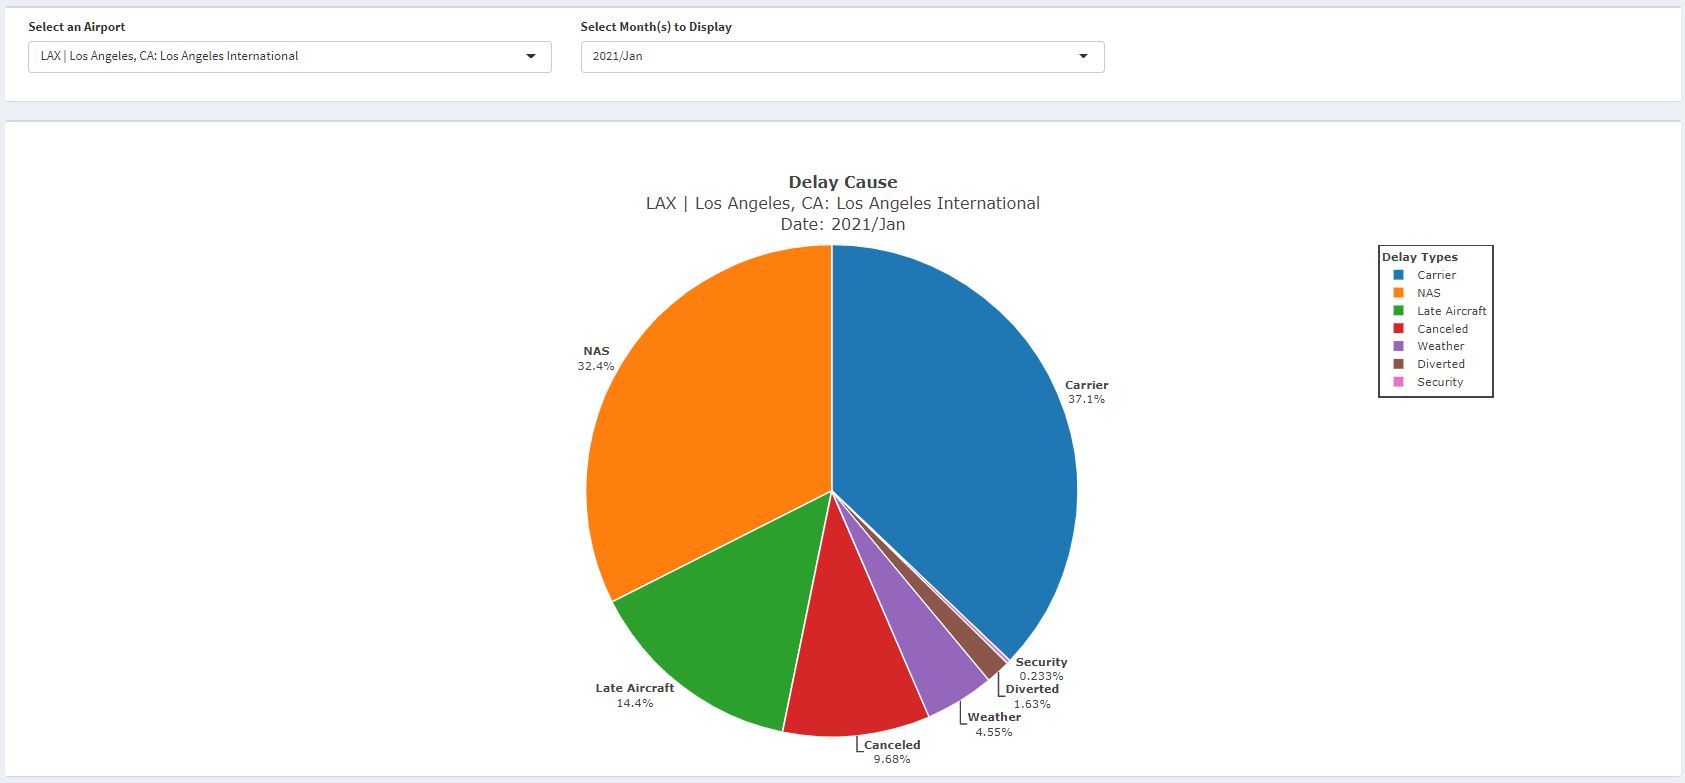 Select an Airport
LAX | Los Angeles, CA: Los Angeles International
Select Month(s) to Display
2021/Jan
Delay Cause
LAX | Los Angeles, CA: Los Angeles International
Date: 2021/Jan
NAS
32.4%
Carrier
37.1%
Security
0.233%
Diverted
1.63%
Weather
4.55%
Canceled
9.68%
Late Aircraft
14.4%
Delay Types
Carrier
NAS
Late Aircraft
Canceled
Weather
Diverted
Security